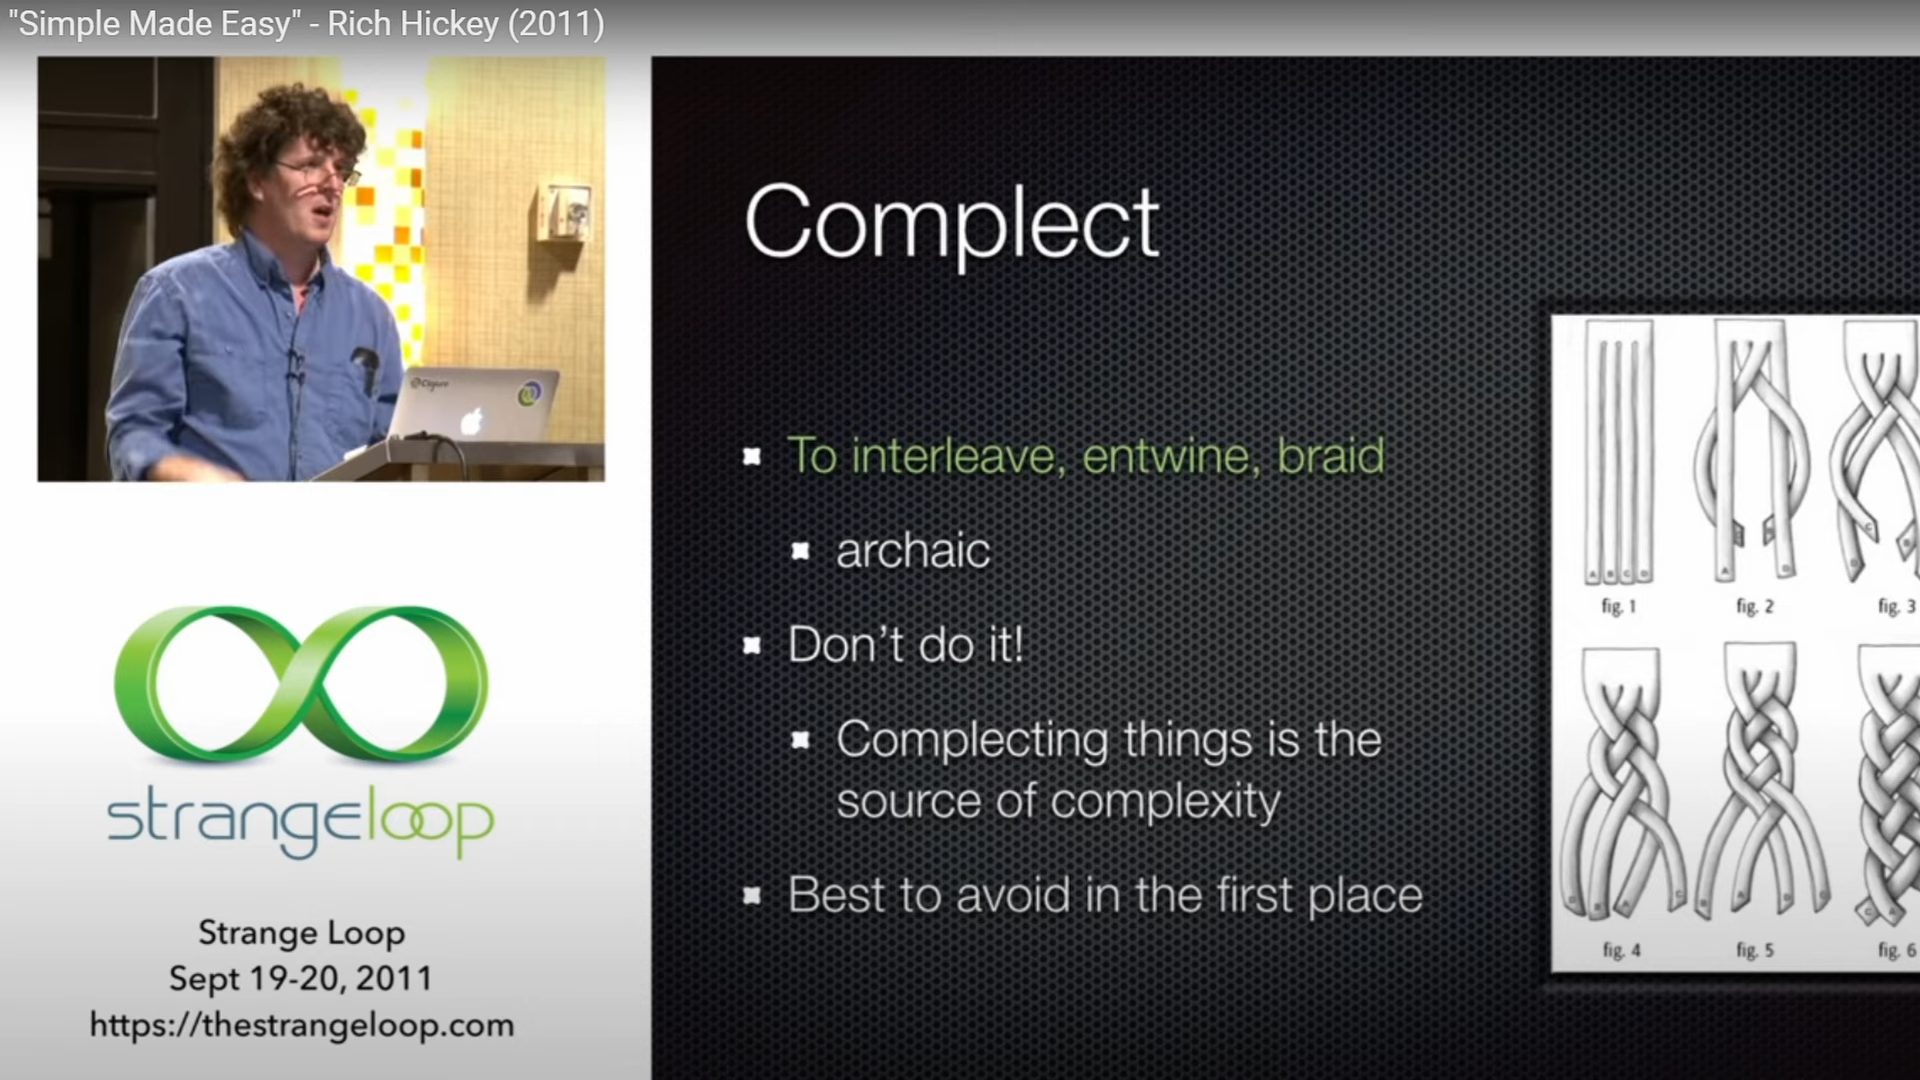 "Simple Made Easy" - Rich Hickey (2011)
strangeloop
Strange Loop
Sept 19-20, 2011
https://thestrangeloop.com
Complect
To interleave, entwine, braid
archaic
Don't do it!
Complecting things is the
source of complexity
Best to avoid in the first place
fig. 1
fig. 2
fig. 3
fig. 4
fig. 5
fig. 6